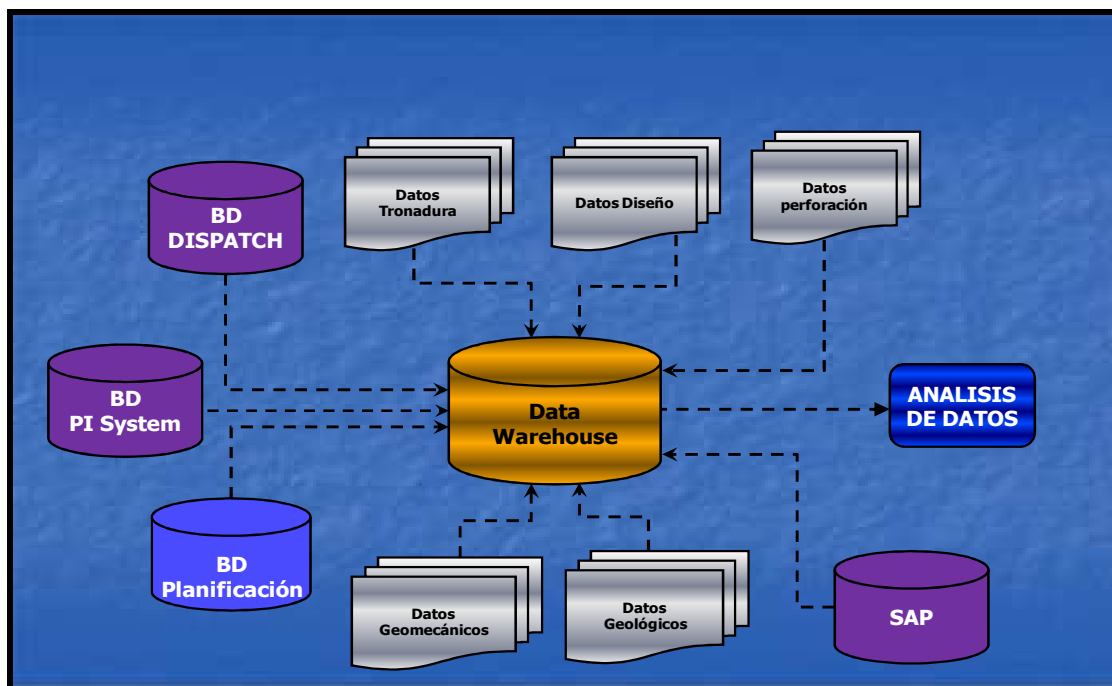 Datos
Tronadura
Datos Diseño
Datos
perforación
BD
DISPATCH
BD
PI System
Data
Warehouse
ANALISIS
DE DATOS
BD
Planificación
Datos
Geomecánicos
Datos
Geológicos
SAP